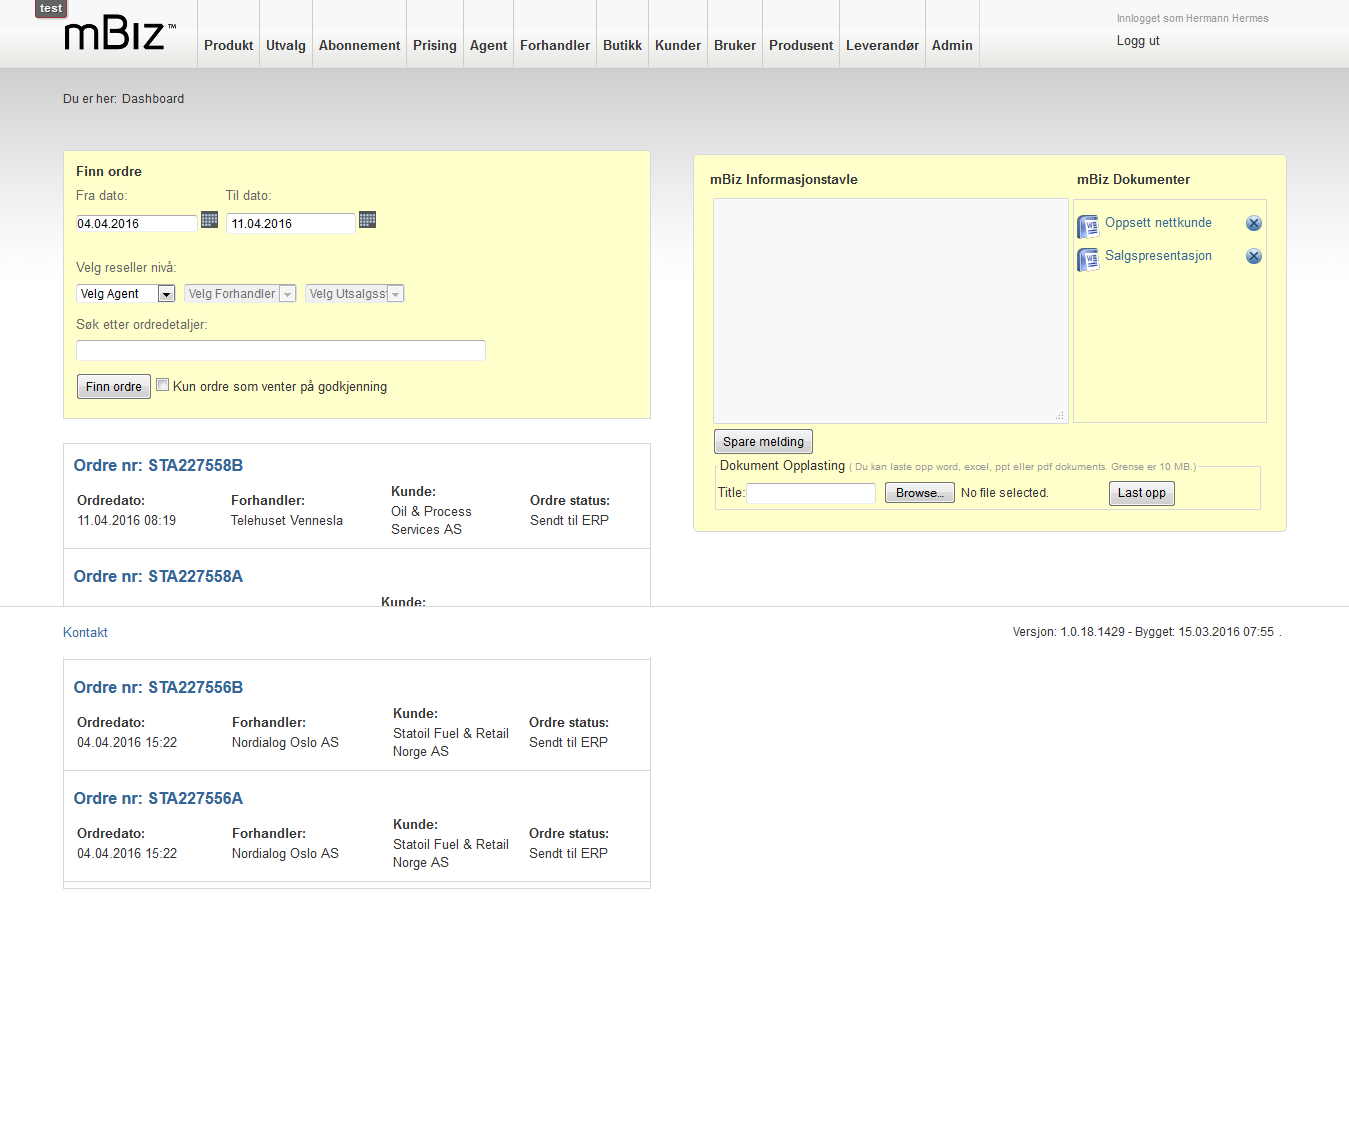 test
mBiz™
Produkt Utvalg Abonnement Prising Agent Forhandler Butikk Kunder Bruker Produsent Leverandør Admin
Innlogget som Hermann Hermes
Logg ut
Du er her: Dashboard
Finn ordre
Fra dato: Til dato:
04.04.2016 11.04.2016
Velg reseller nivå:
Velg Agent Velg Forhandler Velg Utsalgss
Søk etter ordredetaljer:
Finn ordre Kun ordre som venter på godkjenning
mBiz Informasjonstavle mBiz Dokumenter
Oppsett nettkunde
Salgspresentasjon
Spare melding
Dokument Opplasting ( Du kan laste opp word, excel, ppt eller pdf dokuments. Grense er 10 MB.)
Title: Browse... No file selected. Last opp
Ordre nr: STA227558B
Ordredato: Forhandler: Kunde: Ordre status:
11.04.2016 08:19 Telehuset Vennesla Oil & Process Sendt til ERP
Services AS
Ordre nr: STA227558A
Kunde:
Kontakt Versjon: 1.0.18.1429 - Bygget: 15.03.2016 07:55 .
Ordre nr: STA227556B
Ordredato: Forhandler: Kunde: Ordre status:
04.04.2016 15:22 Nordialog Oslo AS Statoil Fuel & Retail Sendt til ERP
Norge AS
Ordre nr: STA227556A
Ordredato: Forhandler: Kunde: Ordre status:
04.04.2016 15:22 Nordialog Oslo AS Statoil Fuel & Retail Sendt til ERP
Norge AS